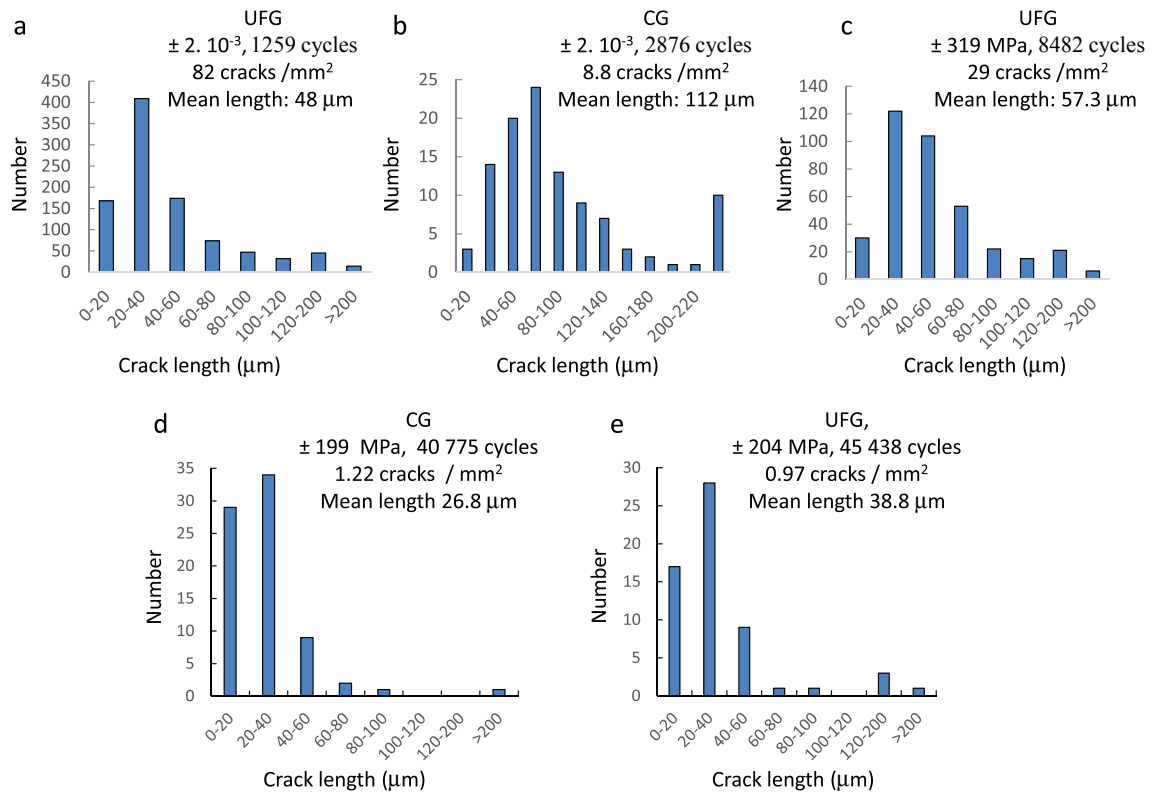 a
UFG
± 2. 10-3, 1259 cycles
82 cracks /mm2
Mean length: 48 µm
Number
450
400
350
300
250
200
150
100
50
0
0-20
20-40
40-60
60-80
80-100
100-120
120-200
>200
Crack length (µm)
b
CG
± 2. 10-3, 2876 cycles
8.8 cracks /mm2
Mean length: 112 µm
Number
25
20
15
10
5
0
0-20
40-60
80-100
120-140
160-180
200-220
Crack length (µm)
c
UFG
± 319 MPa, 8482 cycles
29 cracks /mm2
Mean length: 57.3 µm
Number
140
120
100
80
60
40
20
0
0-20
20-40
40-60
60-80
80-100
100-120
120-200
>200
Crack length (µm)
d
CG
± 199 MPa, 40 775 cycles
1.22 cracks / mm2
Mean length 26.8 µm
Number
35
30
25
20
15
10
5
0
0-20
20-40
40-60
60-80
80-100
100-120
120-200
>200
Crack length (µm)
e
UFG,
± 204 MPa, 45 438 cycles
0.97 cracks / mm2
Mean length 38.8 µm
Number
30
25
20
15
10
5
0
0-20
20-40
40-60
60-80
80-100
100-120
120-200
>200
Crack length (µm)